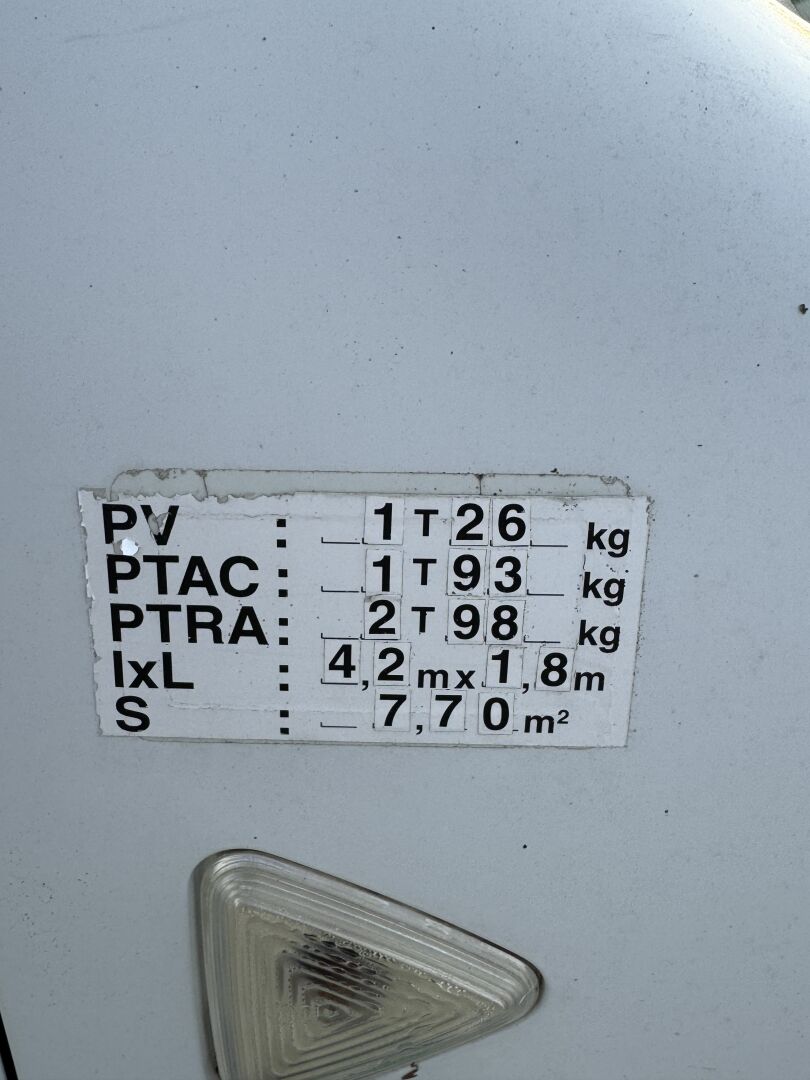 PV : _ 1 T 26 _ kg
PTAC : _ 1 T 93 _ kg
PTRA : _ 2 T 98 _ kg
lxL : 4,2 m x 1,8 m
S : _ 7,70 m²